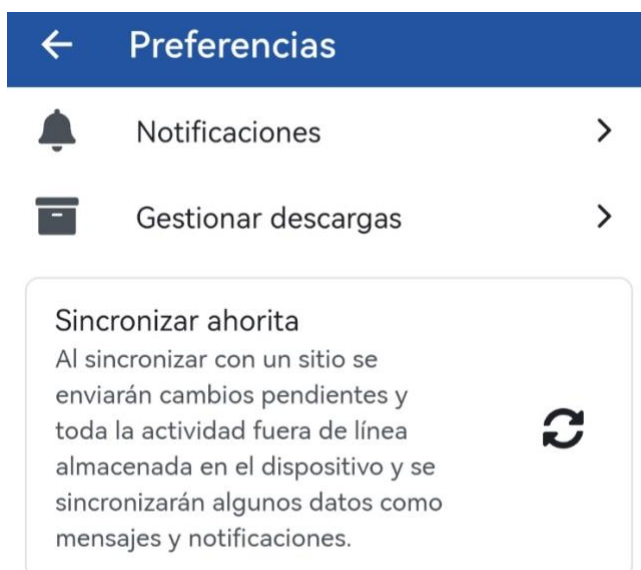 Preferencias
Notificaciones
Gestionar descargas
Sincronizar ahorita
Al sincronizar con un sitio se
enviarán cambios pendientes y
toda la actividad fuera de línea
almacenada en el dispositivo y se
sincronizarán algunos datos como
mensajes y notificaciones.